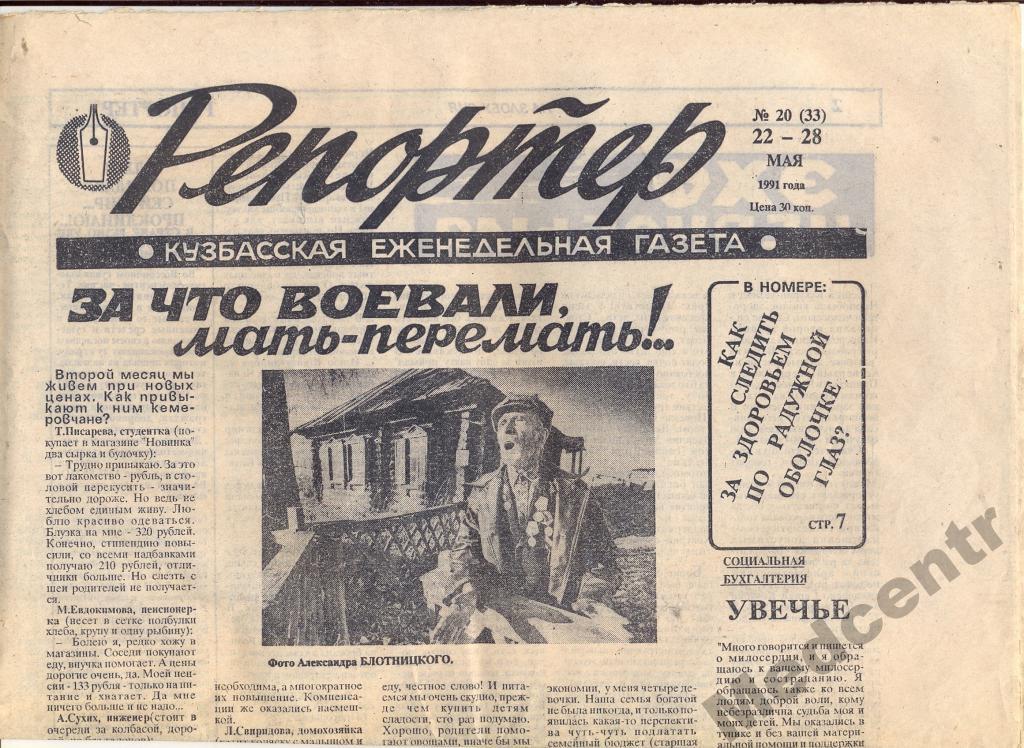 Репортер
№ 20 (33)
22 – 28
МАЯ
1991 года
Цена 30 коп.
• КУЗБАССКАЯ ЕЖЕНЕДЕЛЬНАЯ ГАЗЕТА •
ЗА ЧТО ВОЕВАЛИ,
мать-перемать!..
Второй месяц мы
живем при новых
ценах. Как привы-
кают к ним кеме-
ровчане?
Т.Писарева, студентка (по-
купает в магазине "Новинка"
два сырка и булочку):
– Трудно привыкаю. За это
вот лакомство - рубль, в сто-
ловой перекусить - значи-
тельно дороже. Но ведь не
хлебом единым живу. Лю-
блю красиво одеваться.
Блузка на мне - 320 рублей.
Конечно, стипендию повы-
сили, со всеми надбавками
получаю 210 рублей, отли-
чники больше. Но слезть с
шеи родителей не получает-
ся.
М.Евдокимова, пенсионер-
ка (несет в сетке полбулки
хлеба, крупу и одну рыбину):
– Болею я, редко хожу в
магазины. Соседи покупают
еду, внучка помогает. А цены
дорогие очень, да. Моей пен-
сии - 133 рубля - только на пи-
тание и хватает. Да мне
ничего больше и не надо...
А.Сухих, инженер (стоит в
очереди за колбасой, доро-
Фото Александра БЛОТНИЦКОГО.
необходима, а многократное
их повышение. Компенса-
ции же оказались насмеш-
кой.
Л.Свиридова, домохозяйка
еду, честное слово! И питаем-
ся мы очень скудно, преж-
де чем купить детям
сладости, сто раз подумаю.
Хорошо, родители помо-
гают овощами, иначе бы мы
экономии, у меня четыре де-
вочки. Наша семья богатой
не была никогда, и только по-
явилась какая-то перспекти-
ва чуть-чуть подлатать
семейный бюджет (старшая
В НОМЕРЕ:
КАК
СЛЕДИТЬ
ЗА ЗДОРОВЬЕМ
ПО РАДУЖНОЙ
ОБОЛОЧКЕ
ГЛАЗ?
СТР. 7
СОЦИАЛЬНАЯ
БУХГАЛТЕРИЯ
УВЕЧЬЕ
"Много говорится и пишется
о милосердии, и я обра-
щаюсь к вашему милосер-
дию и состраданию. Я
обращаюсь также ко всем
людям доброй воли, кому
небезразлична судьба моя и
моих детей. Мы оказались в
тупике и без вашей матери-
альной помощи и поддержки